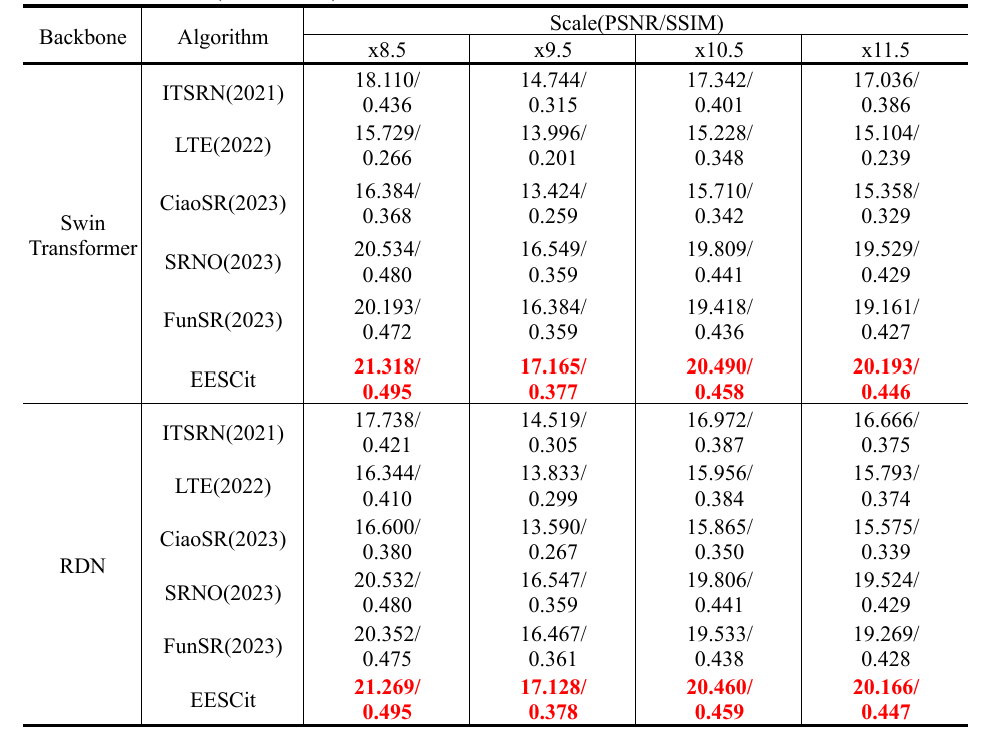 Backbone Algorithm Scale(PSNR/SSIM)
x8.5 x9.5 x10.5 x11.5
Swin Transformer
ITSRN(2021) 18.110/ 14.744/ 17.342/ 17.036/
0.436 0.315 0.401 0.386
LTE(2022) 15.729/ 13.996/ 15.228/ 15.104/
0.266 0.201 0.348 0.239
CiaoSR(2023) 16.384/ 13.424/ 15.710/ 15.358/
0.368 0.259 0.342 0.329
SRNO(2023) 20.534/ 16.549/ 19.809/ 19.529/
0.480 0.359 0.441 0.429
FunSR(2023) 20.193/ 16.384/ 19.418/ 19.161/
0.472 0.359 0.436 0.427
EESCit 21.318/ 17.165/ 20.490/ 20.193/
0.495 0.377 0.458 0.446
RDN
ITSRN(2021) 17.738/ 14.519/ 16.972/ 16.666/
0.421 0.305 0.387 0.375
LTE(2022) 16.344/ 13.833/ 15.956/ 15.793/
0.410 0.299 0.384 0.374
CiaoSR(2023) 16.600/ 13.590/ 15.865/ 15.575/
0.380 0.267 0.350 0.339
SRNO(2023) 20.532/ 16.547/ 19.806/ 19.524/
0.480 0.359 0.441 0.429
FunSR(2023) 20.352/ 16.467/ 19.533/ 19.269/
0.475 0.361 0.438 0.428
EESCit 21.269/ 17.128/ 20.460/ 20.166/
0.495 0.378 0.459 0.447